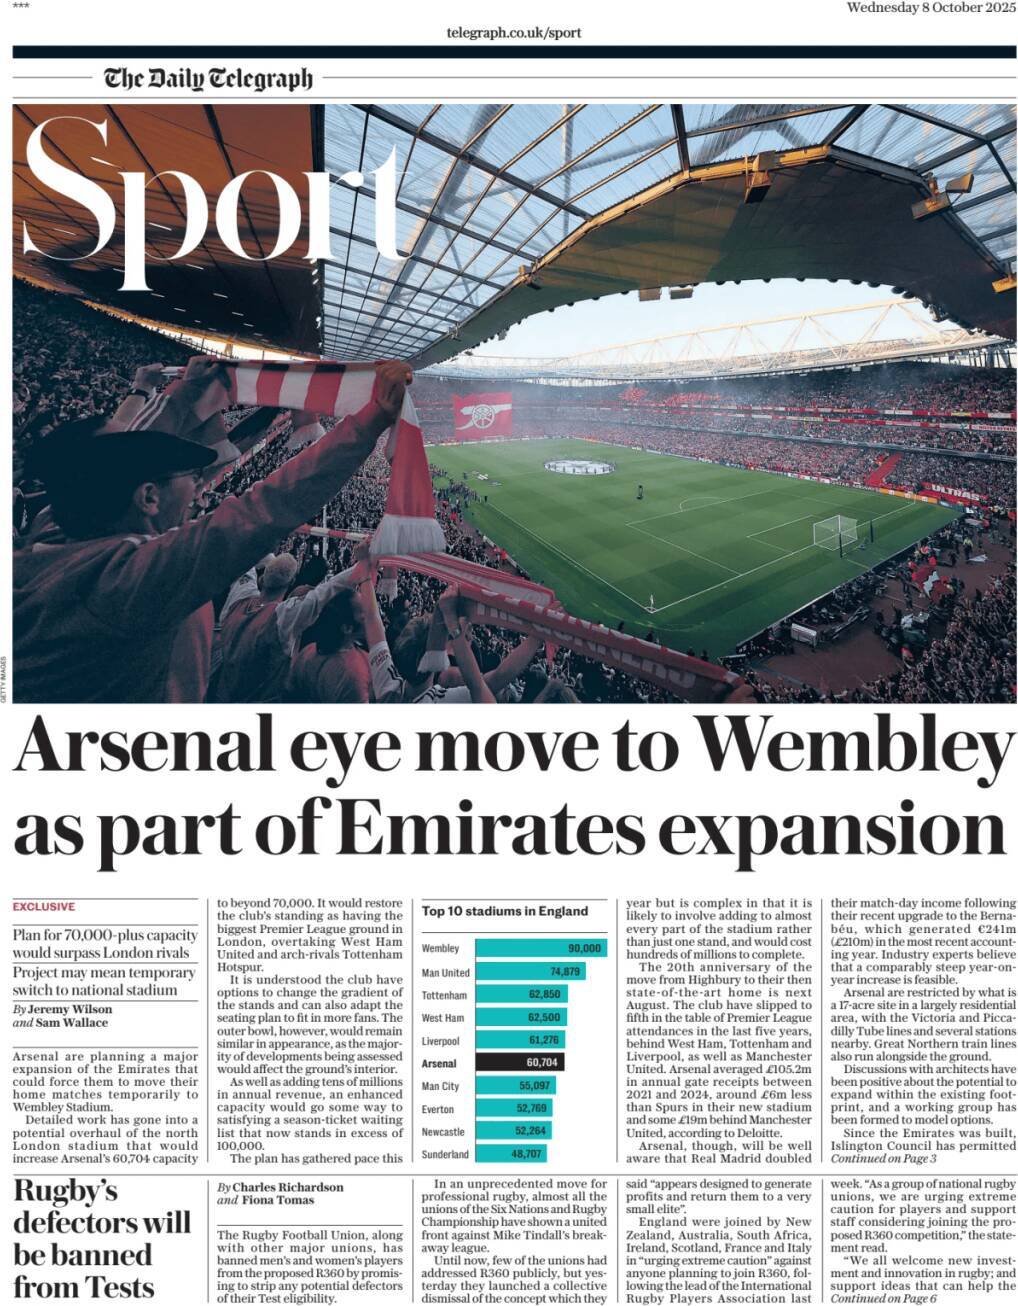 ***
Wednesday 8 October 2025
telegraph.co.uk/sport
The Daily Telegraph
Sport
ULTRAS
GETTY IMAGES
Arsenal eye move to Wembley
as part of Emirates expansion
EXCLUSIVE
Plan for 70,000-plus capacity
would surpass London rivals
Project may mean temporary
switch to national stadium
By Jeremy Wilson
and Sam Wallace
Arsenal are planning a major
expansion of the Emirates that
could force them to move their
home matches temporarily to
Wembley Stadium.
Detailed work has gone into a
potential overhaul of the north
London stadium that would
increase Arsenal's 60,704 capacity
to beyond 70,000. It would restore
the club's standing as having the
biggest Premier League ground in
London, overtaking West Ham
United and arch-rivals Tottenham
Hotspur.
It is understood the club have
options to change the gradient of
the stands and can also adapt the
seating plan to fit in more fans. The
outer bowl, however, would remain
similar in appearance, as the major-
ity of developments being assessed
would affect the ground's interior.
As well as adding tens of millions
in annual revenue, an enhanced
capacity would go some way to
satisfying a season-ticket waiting
list that now stands in excess of
100,000.
The plan has gathered pace this
Top 10 stadiums in England
Wembley 90,000
Man United 74,879
Tottenham 62,850
West Ham 62,500
Liverpool 61,276
Arsenal 60,704
Man City 55,097
Everton 52,769
Newcastle 52,264
Sunderland 48,707
year but is complex in that it is
likely to involve adding to almost
every part of the stadium rather
than just one stand, and would cost
hundreds of millions to complete.
The 20th anniversary of the
move from Highbury to their then
state-of-the-art home is next
August. The club have slipped to
fifth in the table of Premier League
attendances in the last five years,
behind West Ham, Tottenham and
Liverpool, as well as Manchester
United. Arsenal averaged £105.2m
in annual gate receipts between
2021 and 2024, around £6m less
than Spurs in their new stadium
and some £19m behind Manchester
United, according to Deloitte.
Arsenal, though, will be well
aware that Real Madrid doubled
their match-day income following
their recent upgrade to the Berna-
béu, which generated €241m
(£210m) in the most recent account-
ing year. Industry experts believe
that a comparably steep year-on-
year increase is feasible.
Arsenal are restricted by what is
a 17-acre site in a largely residential
area, with the Victoria and Picca-
dilly Tube lines and several stations
nearby. Great Northern train lines
also run alongside the ground.
Discussions with architects have
been positive about the potential to
expand within the existing foot-
print, and a working group has
been formed to model options.
Since the Emirates was built,
Islington Council has permitted
Continued on Page 3
Rugby's
defectors will
be banned
from Tests
By Charles Richardson
and Fiona Tomas
The Rugby Football Union, along
with other major unions, has
banned men's and women's players
from the proposed R360 by promis-
ing to strip any potential defectors
of their Test eligibility.
In an unprecedented move for
professional rugby, almost all the
unions of the Six Nations and Rugby
Championship have shown a united
front against Mike Tindall's break-
away league.
Until now, few of the unions had
addressed R360 publicly, but yes-
terday they launched a collective
dismissal of the concept which they
said "appears designed to generate
profits and return them to a very
small elite".
England were joined by New
Zealand, Australia, South Africa,
Ireland, Scotland, France and Italy
in "urging extreme caution" against
anyone planning to join R360, fol-
lowing the lead of the International
Rugby Players Association last
week. "As a group of national rugby
unions, we are urging extreme
caution for players and support
staff considering joining the pro-
posed R360 competition," the state-
ment read.
"We all welcome new invest-
ment and innovation in rugby; and
support ideas that can help the
Continued on Page 6